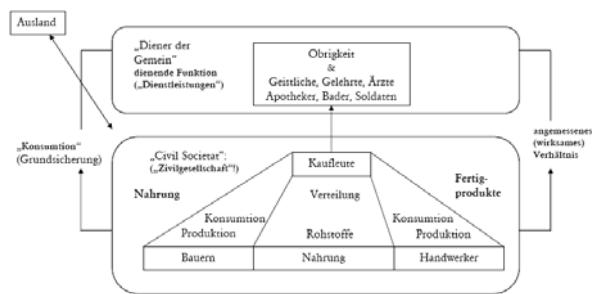 Ausland
„Diener der
Gemein“
dienende Funktion
(„Dienstleistungen“)
Obrigkeit
&
Geistliche, Gelehrte, Ärzte
Apotheker, Bader, Soldaten
„Konsumtion“
(Grundsicherung)
angemessenes
(wirksames)
Verhältnis
„Civil Societat“:
(„Zivilgesellschaft“!)
Kaufleute
Nahrung
Fertig-
produkte
Verteilung
Konsumtion
Produktion
Rohstoffe
Konsumtion
Produktion
Bauern
Nahrung
Handwerker